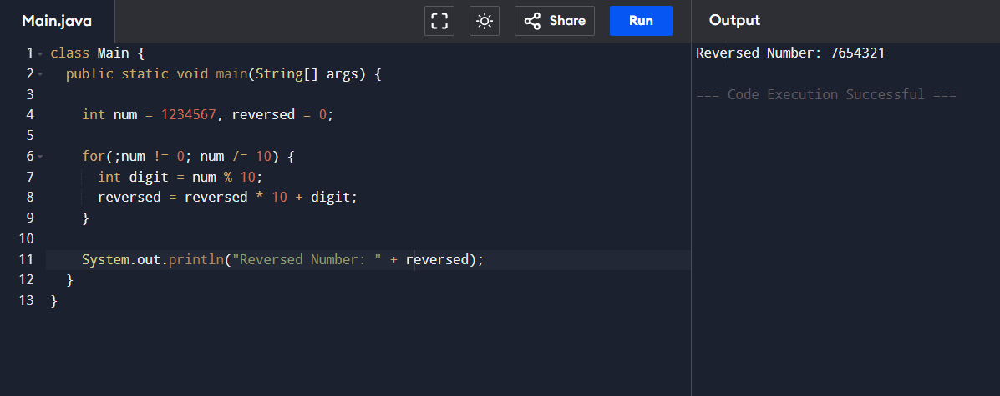 Main.java Share Run Output
1 class Main {
2 public static void main(String[] args) {
3
4 int num = 1234567, reversed = 0;
5
6 for(;num != 0; num /= 10) {
7 int digit = num % 10;
8 reversed = reversed * 10 + digit;
9 }
10
11 System.out.println("Reversed Number: " + reversed);
12 }
13 }
Reversed Number: 7654321
=== Code Execution Successful ===